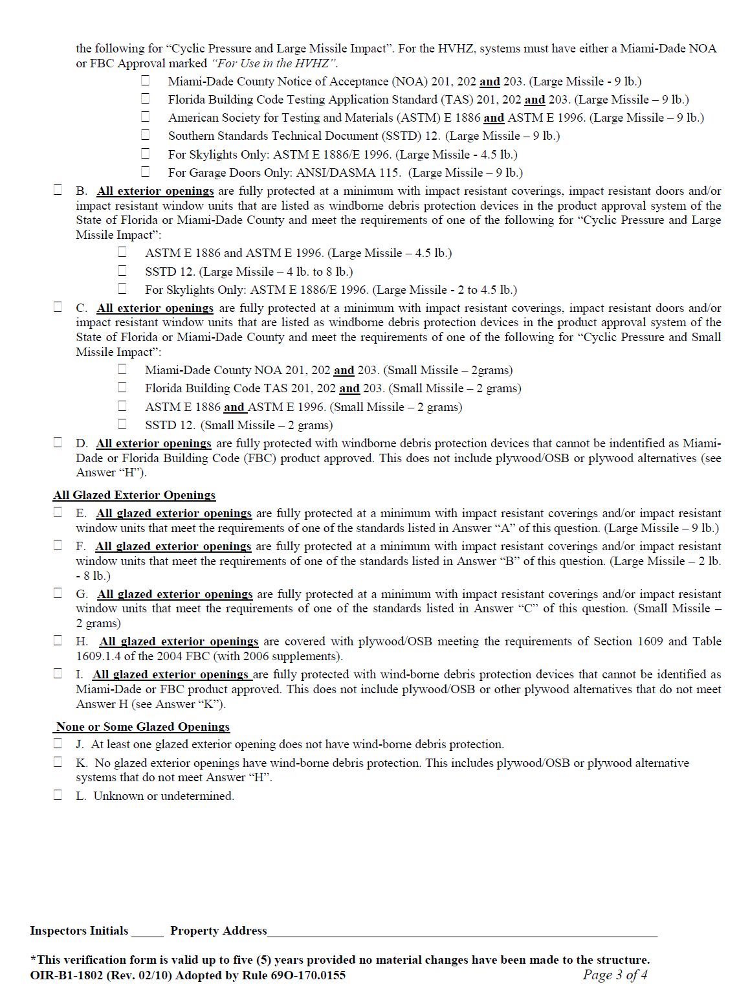 the following for “Cyclic Pressure and Large Missile Impact”. For the HVHZ, systems must have either a Miami-Dade NOA
or FBC Approval marked “For Use in the HVHZ”.
☐ Miami-Dade County Notice of Acceptance (NOA) 201, 202 and 203. (Large Missile - 9 lb.)
☐ Florida Building Code Testing Application Standard (TAS) 201, 202 and 203. (Large Missile – 9 lb.)
☐ American Society for Testing and Materials (ASTM) E 1886 and ASTM E 1996. (Large Missile – 9 lb.)
☐ Southern Standards Technical Document (SSTD) 12. (Large Missile – 9 lb.)
☐ For Skylights Only: ASTM E 1886/E 1996. (Large Missile - 4.5 lb.)
☐ For Garage Doors Only: ANSI/DASMA 115. (Large Missile – 9 lb.)
☐ B. All exterior openings are fully protected at a minimum with impact resistant coverings, impact resistant doors and/or
impact resistant window units that are listed as windborne debris protection devices in the product approval system of the
State of Florida or Miami-Dade County and meet the requirements of one of the following for “Cyclic Pressure and Large
Missile Impact”:
☐ ASTM E 1886 and ASTM E 1996. (Large Missile – 4.5 lb.)
☐ SSTD 12. (Large Missile – 4 lb. to 8 lb.)
☐ For Skylights Only: ASTM E 1886/E 1996. (Large Missile - 2 to 4.5 lb.)
☐ C. All exterior openings are fully protected at a minimum with impact resistant coverings, impact resistant doors and/or
impact resistant window units that are listed as windborne debris protection devices in the product approval system of the
State of Florida or Miami-Dade County and meet the requirements of one of the following for “Cyclic Pressure and Small
Missile Impact”:
☐ Miami-Dade County NOA 201, 202 and 203. (Small Missile – 2grams)
☐ Florida Building Code TAS 201, 202 and 203. (Small Missile – 2 grams)
☐ ASTM E 1886 and ASTM E 1996. (Small Missile – 2 grams)
☐ SSTD 12. (Small Missile – 2 grams)
☐ D. All exterior openings are fully protected with windborne debris protection devices that cannot be indentified as Miami-
Dade or Florida Building Code (FBC) product approved. This does not include plywood/OSB or plywood alternatives (see
Answer “H”).
All Glazed Exterior Openings
☐ E. All glazed exterior openings are fully protected at a minimum with impact resistant coverings and/or impact resistant
window units that meet the requirements of one of the standards listed in Answer “A” of this question. (Large Missile – 9 lb.)
☐ F. All glazed exterior openings are fully protected at a minimum with impact resistant coverings and/or impact resistant
window units that meet the requirements of one of the standards listed in Answer “B” of this question. (Large Missile – 2 lb.
- 8 lb.)
☐ G. All glazed exterior openings are fully protected at a minimum with impact resistant coverings and/or impact resistant
window units that meet the requirements of one of the standards listed in Answer “C” of this question. (Small Missile –
2 grams)
☐ H. All glazed exterior openings are covered with plywood/OSB meeting the requirements of Section 1609 and Table
1609.1.4 of the 2004 FBC (with 2006 supplements).
☐ I. All glazed exterior openings are fully protected with wind-borne debris protection devices that cannot be identified as
Miami-Dade or FBC product approved. This does not include plywood/OSB or other plywood alternatives that do not meet
Answer H (see Answer “K”).
None or Some Glazed Openings
☐ J. At least one glazed exterior opening does not have wind-borne debris protection.
☐ K. No glazed exterior openings have wind-borne debris protection. This includes plywood/OSB or plywood alternative
systems that do not meet Answer “H”.
☐ L. Unknown or undetermined.
Inspectors Initials _____ Property Address____________________________________________________________
*This verification form is valid up to five (5) years provided no material changes have been made to the structure.
OIR-B1-1802 (Rev. 02/10) Adopted by Rule 69O-170.0155 Page 3 of 4